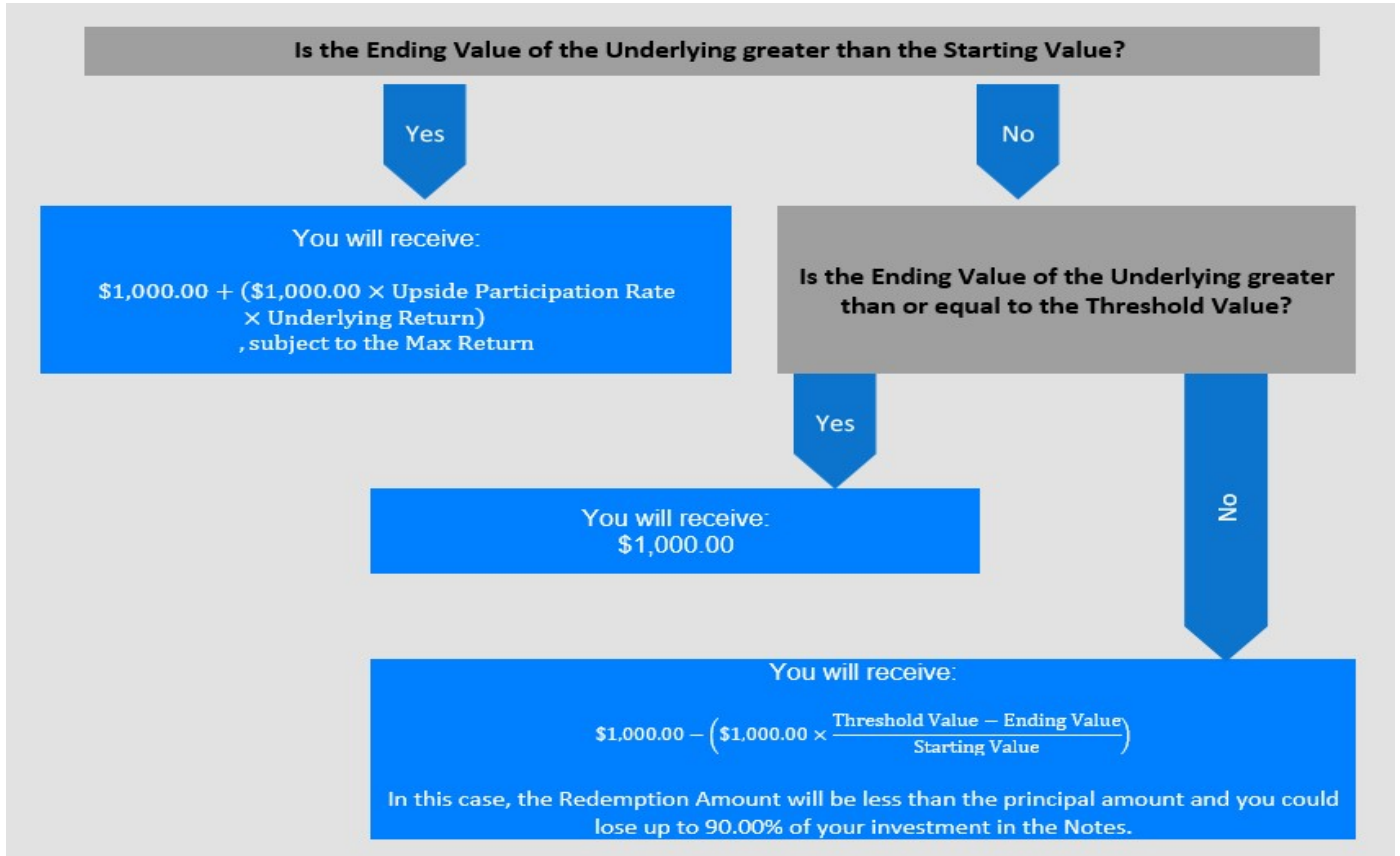 Is the Ending Value of the Underlying greater than the Starting Value?
Yes
No
You will receive:
$1,000.00 + ($1,000.00 × Upside Participation Rate
× Underlying Return)
, subject to the Max Return
Is the Ending Value of the Underlying greater
than or equal to the Threshold Value?
Yes
No
You will receive:
$1,000.00
You will receive:
$1,000.00 − ($1,000.00 × (Threshold Value − Ending Value) / Starting Value)
In this case, the Redemption Amount will be less than the principal amount and you could
lose up to 90.00% of your investment in the Notes.